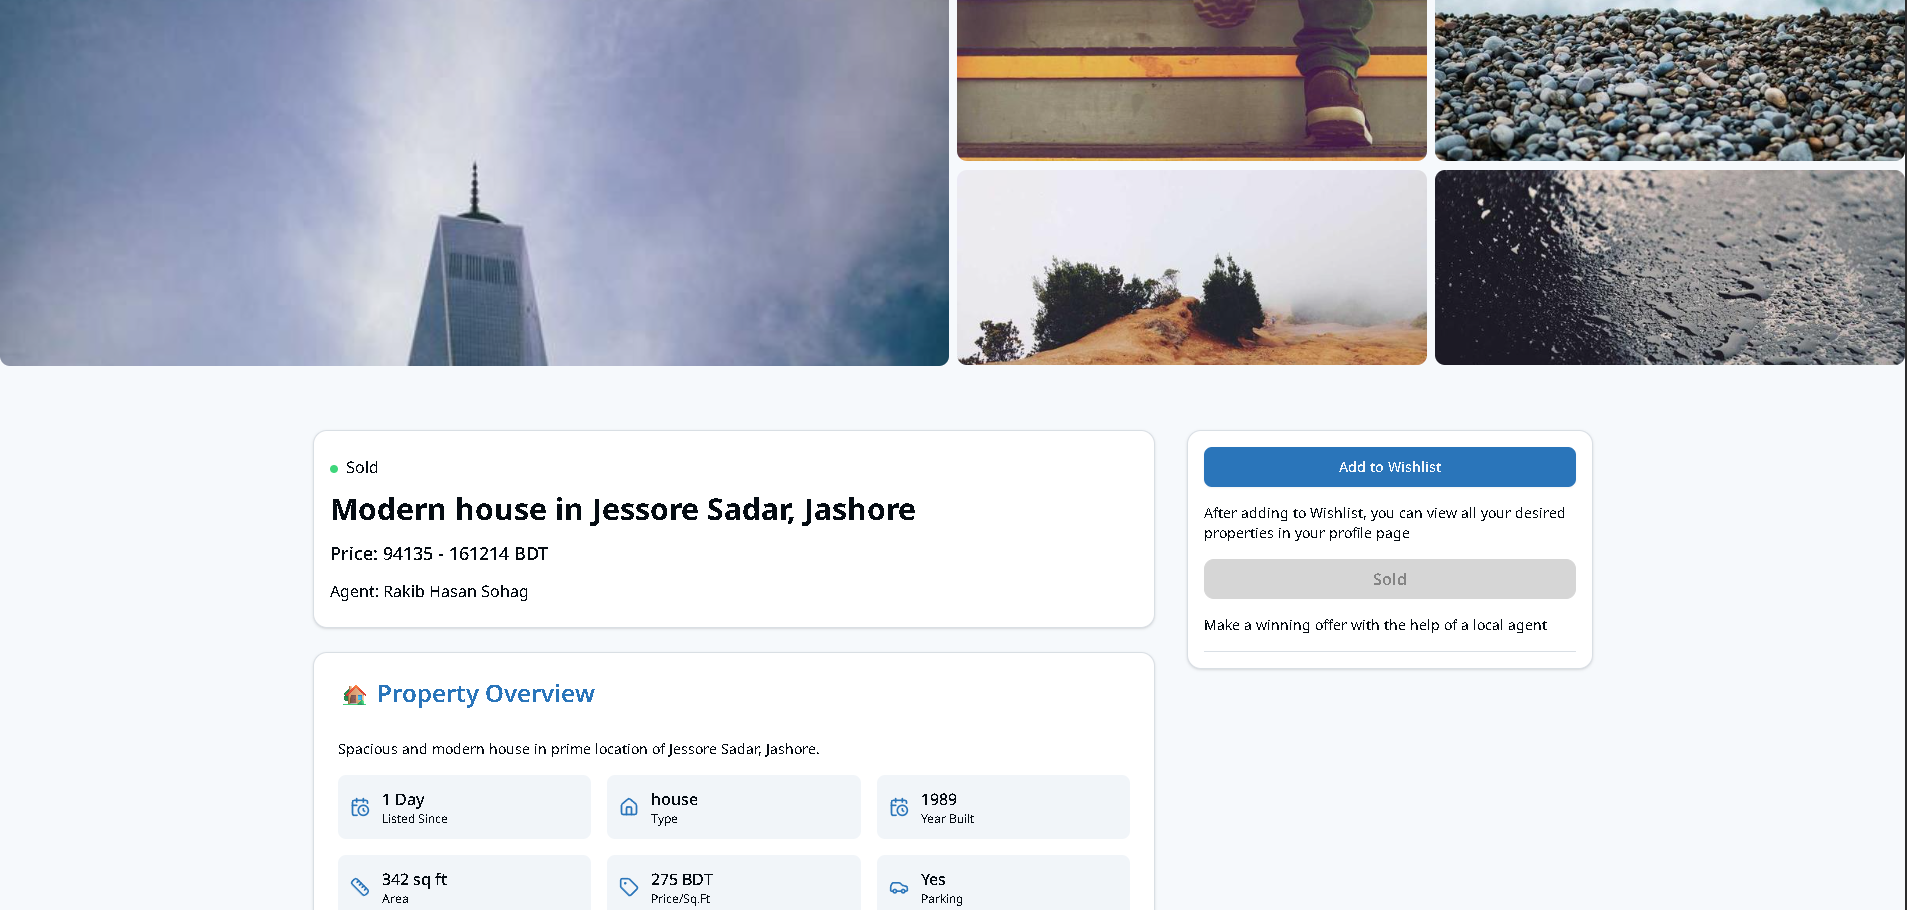 Sold
Modern house in Jessore Sadar, Jashore
Price: 94135 - 161214 BDT
Agent: Rakib Hasan Sohag
Add to Wishlist
After adding to Wishlist, you can view all your desired
properties in your profile page
Sold
Make a winning offer with the help of a local agent
Property Overview
Spacious and modern house in prime location of Jessore Sadar, Jashore.
1 Day
Listed Since
house
Type
1989
Year Built
342 sq ft
Area
275 BDT
Price/Sq.Ft
Yes
Parking